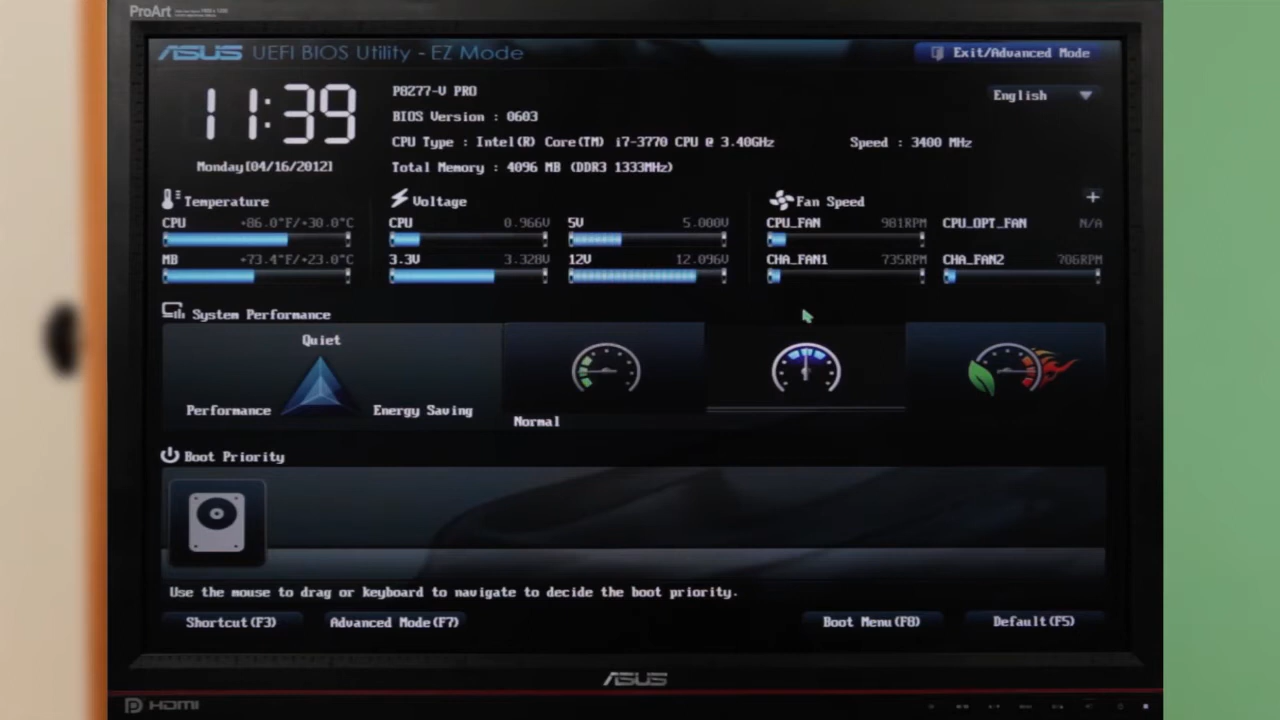 ProArt
ASUS UEFI BIOS Utility - EZ Mode
Exit/Advanced Mode
11:39
Monday[04/16/2012]
P8Z77-V PRO
BIOS Version : 0603
CPU Type : Intel(R) Core(TM) i7-3770 CPU @ 3.40GHz
Speed : 3400 MHz
Total Memory : 4096 MB (DDR3 1333MHz)
English
Temperature
CPU +86.0°F/+30.0°C
MB +73.4°F/+23.0°C
Voltage
CPU 0.966V 5V 5.000V
3.3V 3.328V 12V 12.096V
Fan Speed
CPU_FAN 981RPM CPU_OPT_FAN N/A
CHA_FAN1 735RPM CHA_FAN2 706RPM
System Performance
Quiet
Performance Energy Saving
Normal
Boot Priority
Use the mouse to drag or keyboard to navigate to decide the boot priority.
Shortcut(F3) Advanced Mode(F7) Boot Menu(F8) Default(F5)
ASUS
HDMI